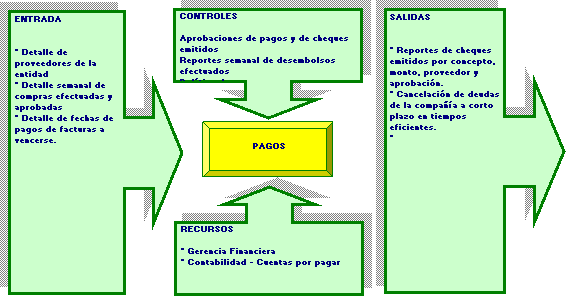 ENTRADA
" Detalle de
proveedores de la
entidad
" Detalle semanal de
compras efectuadas y
aprobadas
" Detalle de fechas de
pagos de facturas a
vencerse.
CONTROLES
Aprobaciones de pagos y de cheques
emitidos
Reportes semanal de desembolsos
efectuados
PAGOS
RECURSOS
" Gerencia Financiera
" Contabilidad - Cuentas por pagar
SALIDAS
" Reportes de cheques
emitidos por concepto,
monto, proveedor y
aprobación.
" Cancelación de deudas
de la compañía a corto
plazo en tiempos
eficientes.
"